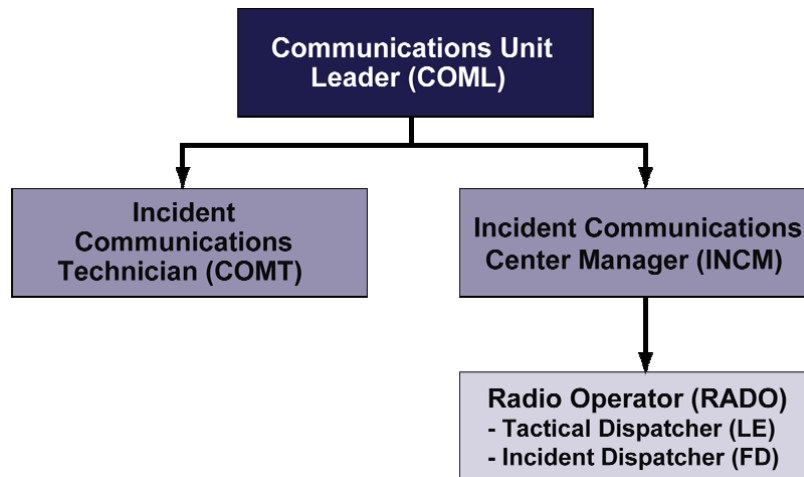 Communications Unit
Leader (COML)
Incident
Communications
Technician (COMT)
Incident Communications
Center Manager (INCM)
Radio Operator (RADO)
- Tactical Dispatcher (LE)
- Incident Dispatcher (FD)